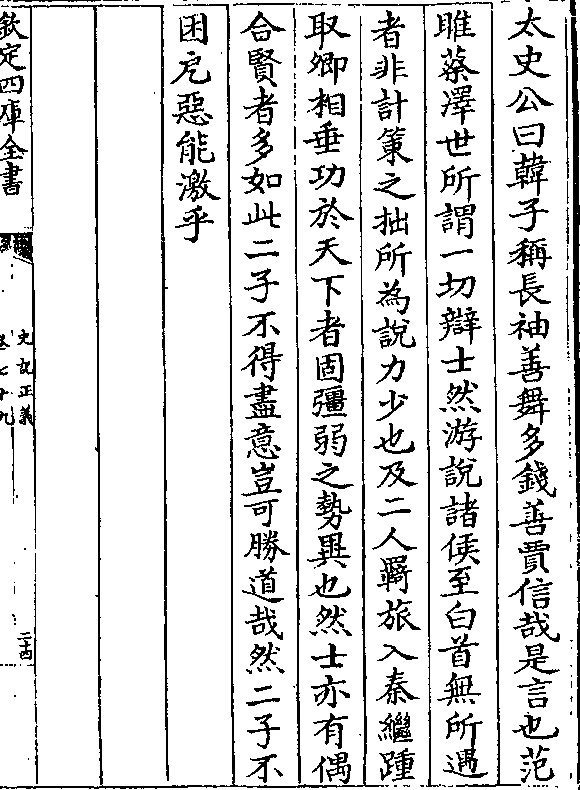 太史公曰韓子稱長袖善舞多錢善賈信哉是言也范
雎蔡澤世所謂一切辯士然游說諸侯至白首無所遇
者非計策之拙所為說力少也及二人羈旅入秦繼踵
取卿相垂功於天下者固彊弱之勢異也然士亦有偶
合賢者多如此二子不得盡意豈可勝道哉然二子不
困戹惡能激乎
欽定四庫全書
史記正義
卷七十九
二十四